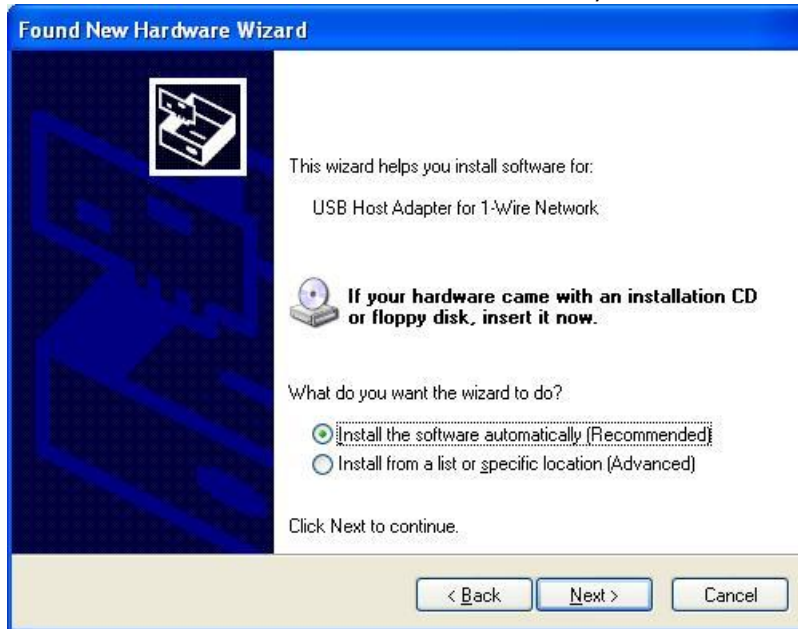 Found New Hardware Wizard
This wizard helps you install software for:
USB Host Adapter for 1-Wire Network
If your hardware came with an installation CD
or floppy disk, insert it now.
What do you want the wizard to do?
Install the software automatically (Recommended)
Install from a list or specific location (Advanced)
Click Next to continue.
< Back Next > Cancel